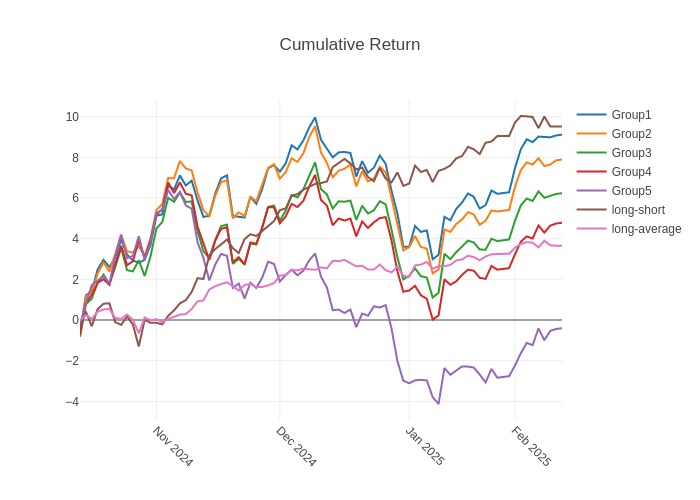 Cumulative Return
10
8
6
4
2
0
−2
−4
Nov 2024
Dec 2024
Jan 2025
Feb 2025
Group1
Group2
Group3
Group4
Group5
long-short
long-average